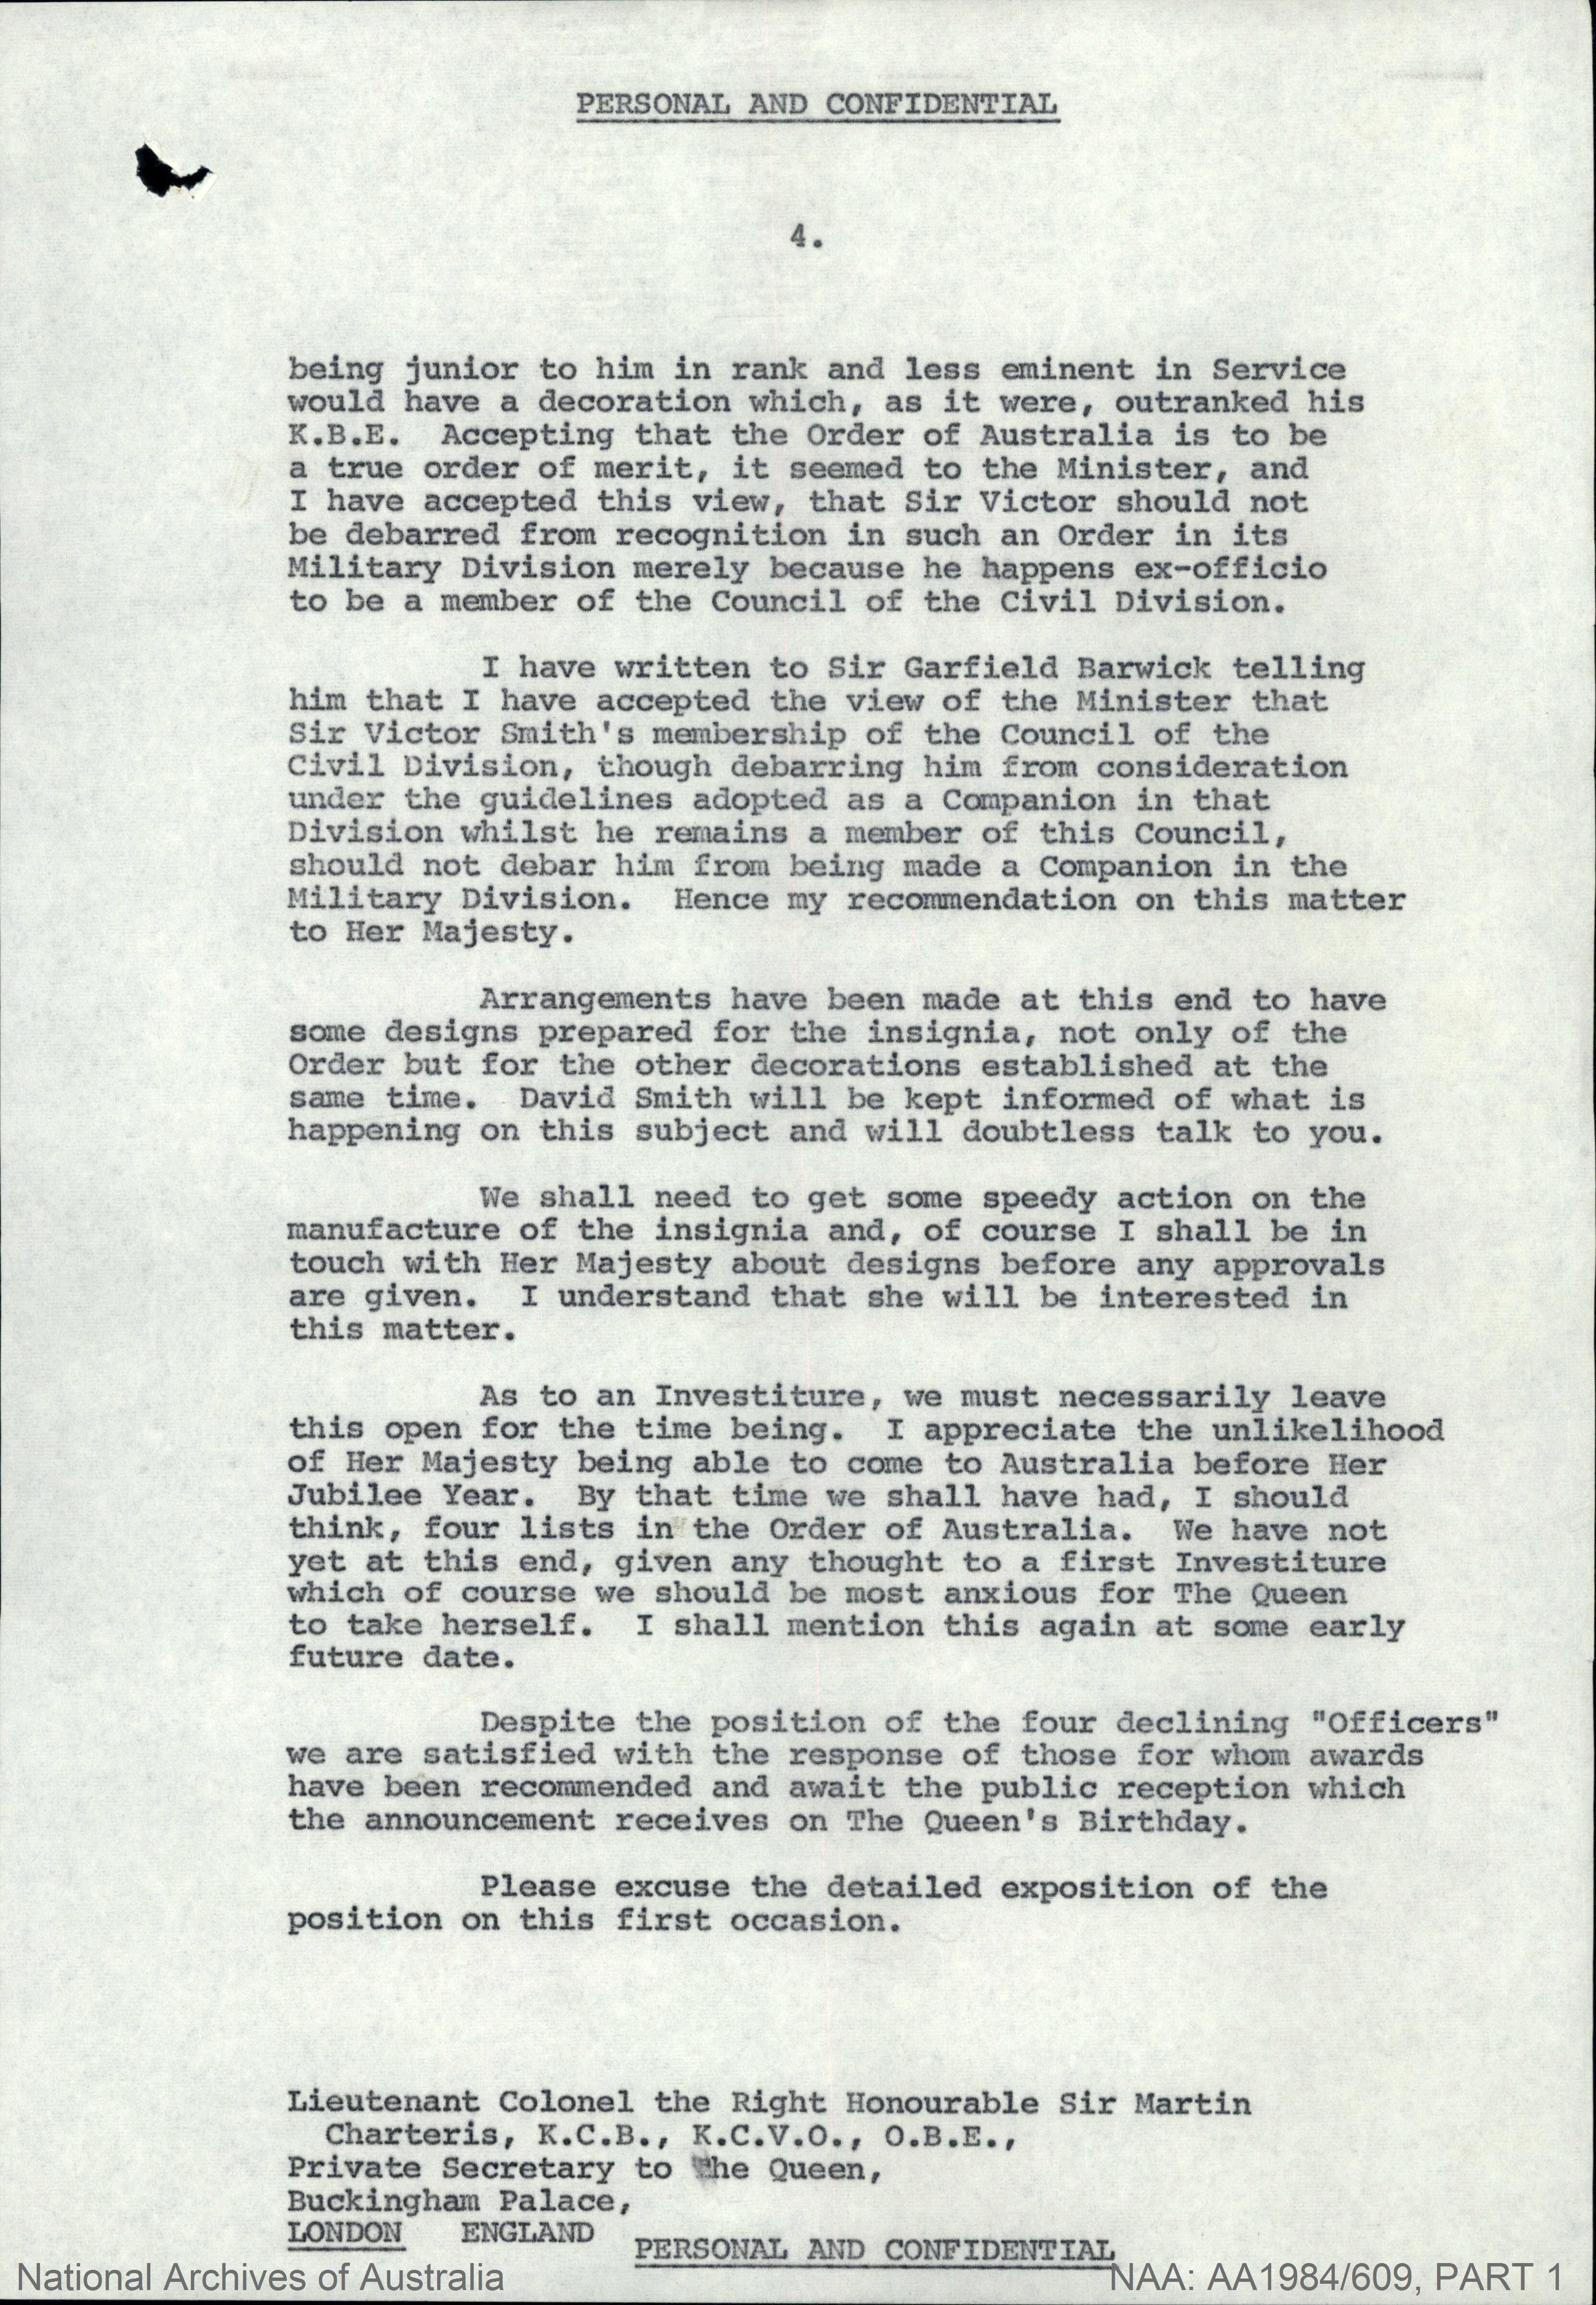 PERSONAL AND CONFIDENTIAL
4.
being junior to him in rank and less eminent in Service
would have a decoration which, as it were, outranked his
K.B.E. Accepting that the Order of Australia is to be
a true order of merit, it seemed to the Minister, and
I have accepted this view, that Sir Victor should not
be debarred from recognition in such an Order in its
Military Division merely because he happens ex-officio
to be a member of the Council of the Civil Division.
I have written to Sir Garfield Barwick telling
him that I have accepted the view of the Minister that
Sir Victor Smith's membership of the Council of the
Civil Division, though debarring him from consideration
under the guidelines adopted as a Companion in that
Division whilst he remains a member of this Council,
should not debar him from being made a Companion in the
Military Division. Hence my recommendation on this matter
to Her Majesty.
Arrangements have been made at this end to have
some designs prepared for the insignia, not only of the
Order but for the other decorations established at the
same time. David Smith will be kept informed of what is
happening on this subject and will doubtless talk to you.
We shall need to get some speedy action on the
manufacture of the insignia and, of course I shall be in
touch with Her Majesty about designs before any approvals
are given. I understand that she will be interested in
this matter.
As to an Investiture, we must necessarily leave
this open for the time being. I appreciate the unlikelihood
of Her Majesty being able to come to Australia before Her
Jubilee Year. By that time we shall have had, I should
think, four lists in the Order of Australia. We have not
yet at this end, given any thought to a first Investiture
which of course we should be most anxious for The Queen
to take herself. I shall mention this again at some early
future date.
Despite the position of the four declining "Officers"
we are satisfied with the response of those for whom awards
have been recommended and await the public reception which
the announcement receives on The Queen's Birthday.
Please excuse the detailed exposition of the
position on this first occasion.
Lieutenant Colonel the Right Honourable Sir Martin
Charteris, K.C.B., K.C.V.O., O.B.E.,
Private Secretary to The Queen,
Buckingham Palace,
LONDON ENGLAND
PERSONAL AND CONFIDENTIAL
National Archives of Australia
NAA: AA1984/609, PART 1